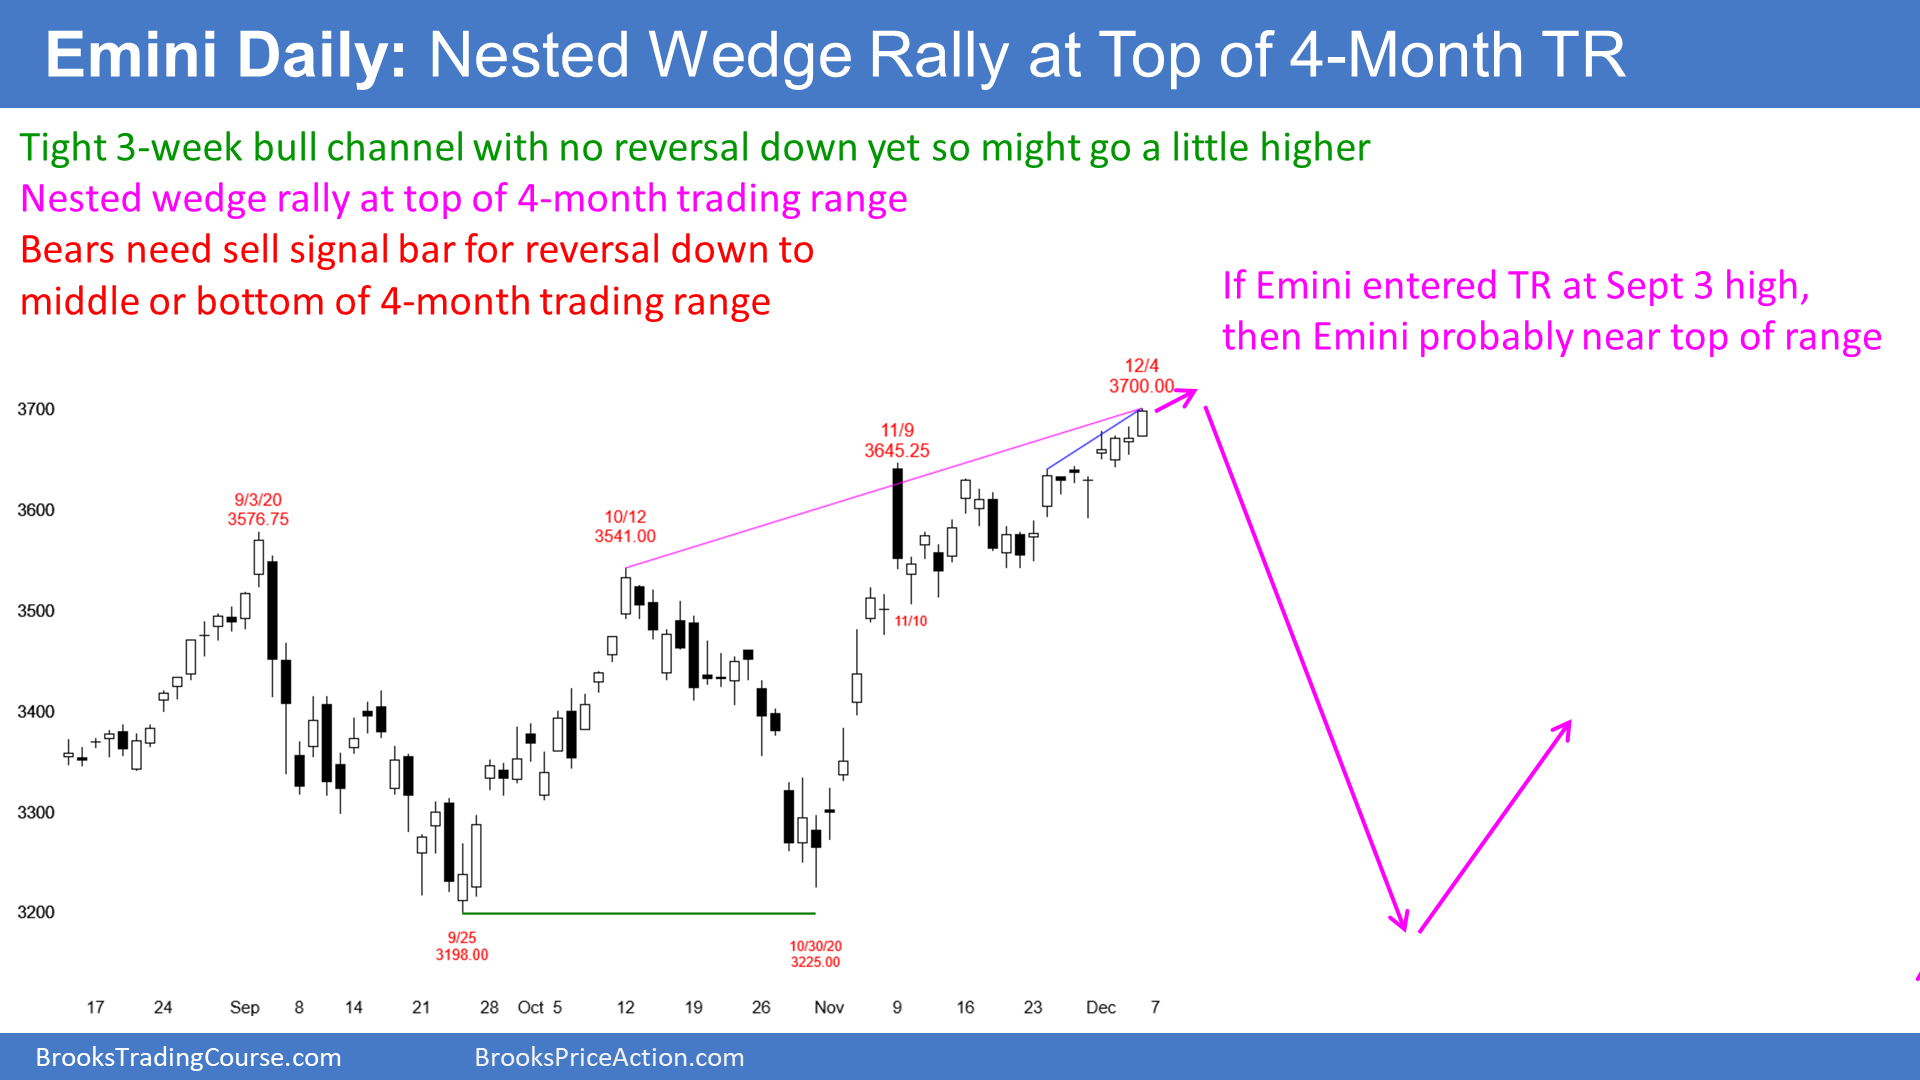 Emini Daily: Nested Wedge Rally at Top of 4-Month TR
Tight 3-week bull channel with no reversal down yet so might go a little higher
Nested wedge rally at top of 4-month trading range
Bears need sell signal bar for reversal down to
middle or bottom of 4-month trading range
If Emini entered TR at Sept 3 high,
then Emini probably near top of range
12/4
3700.00
3700
11/9
3645.25
9/3/20
3576.75
3600
10/12
3541.00
3500
11/10
3400
3300
3200
9/25
3198.00
10/30/20
3225.00
17 24 Sep 8 14 21 28 Oct 5 12 19 26 Nov 9 16 23 Dec 7
BrooksTradingCourse.com BrooksPriceAction.com